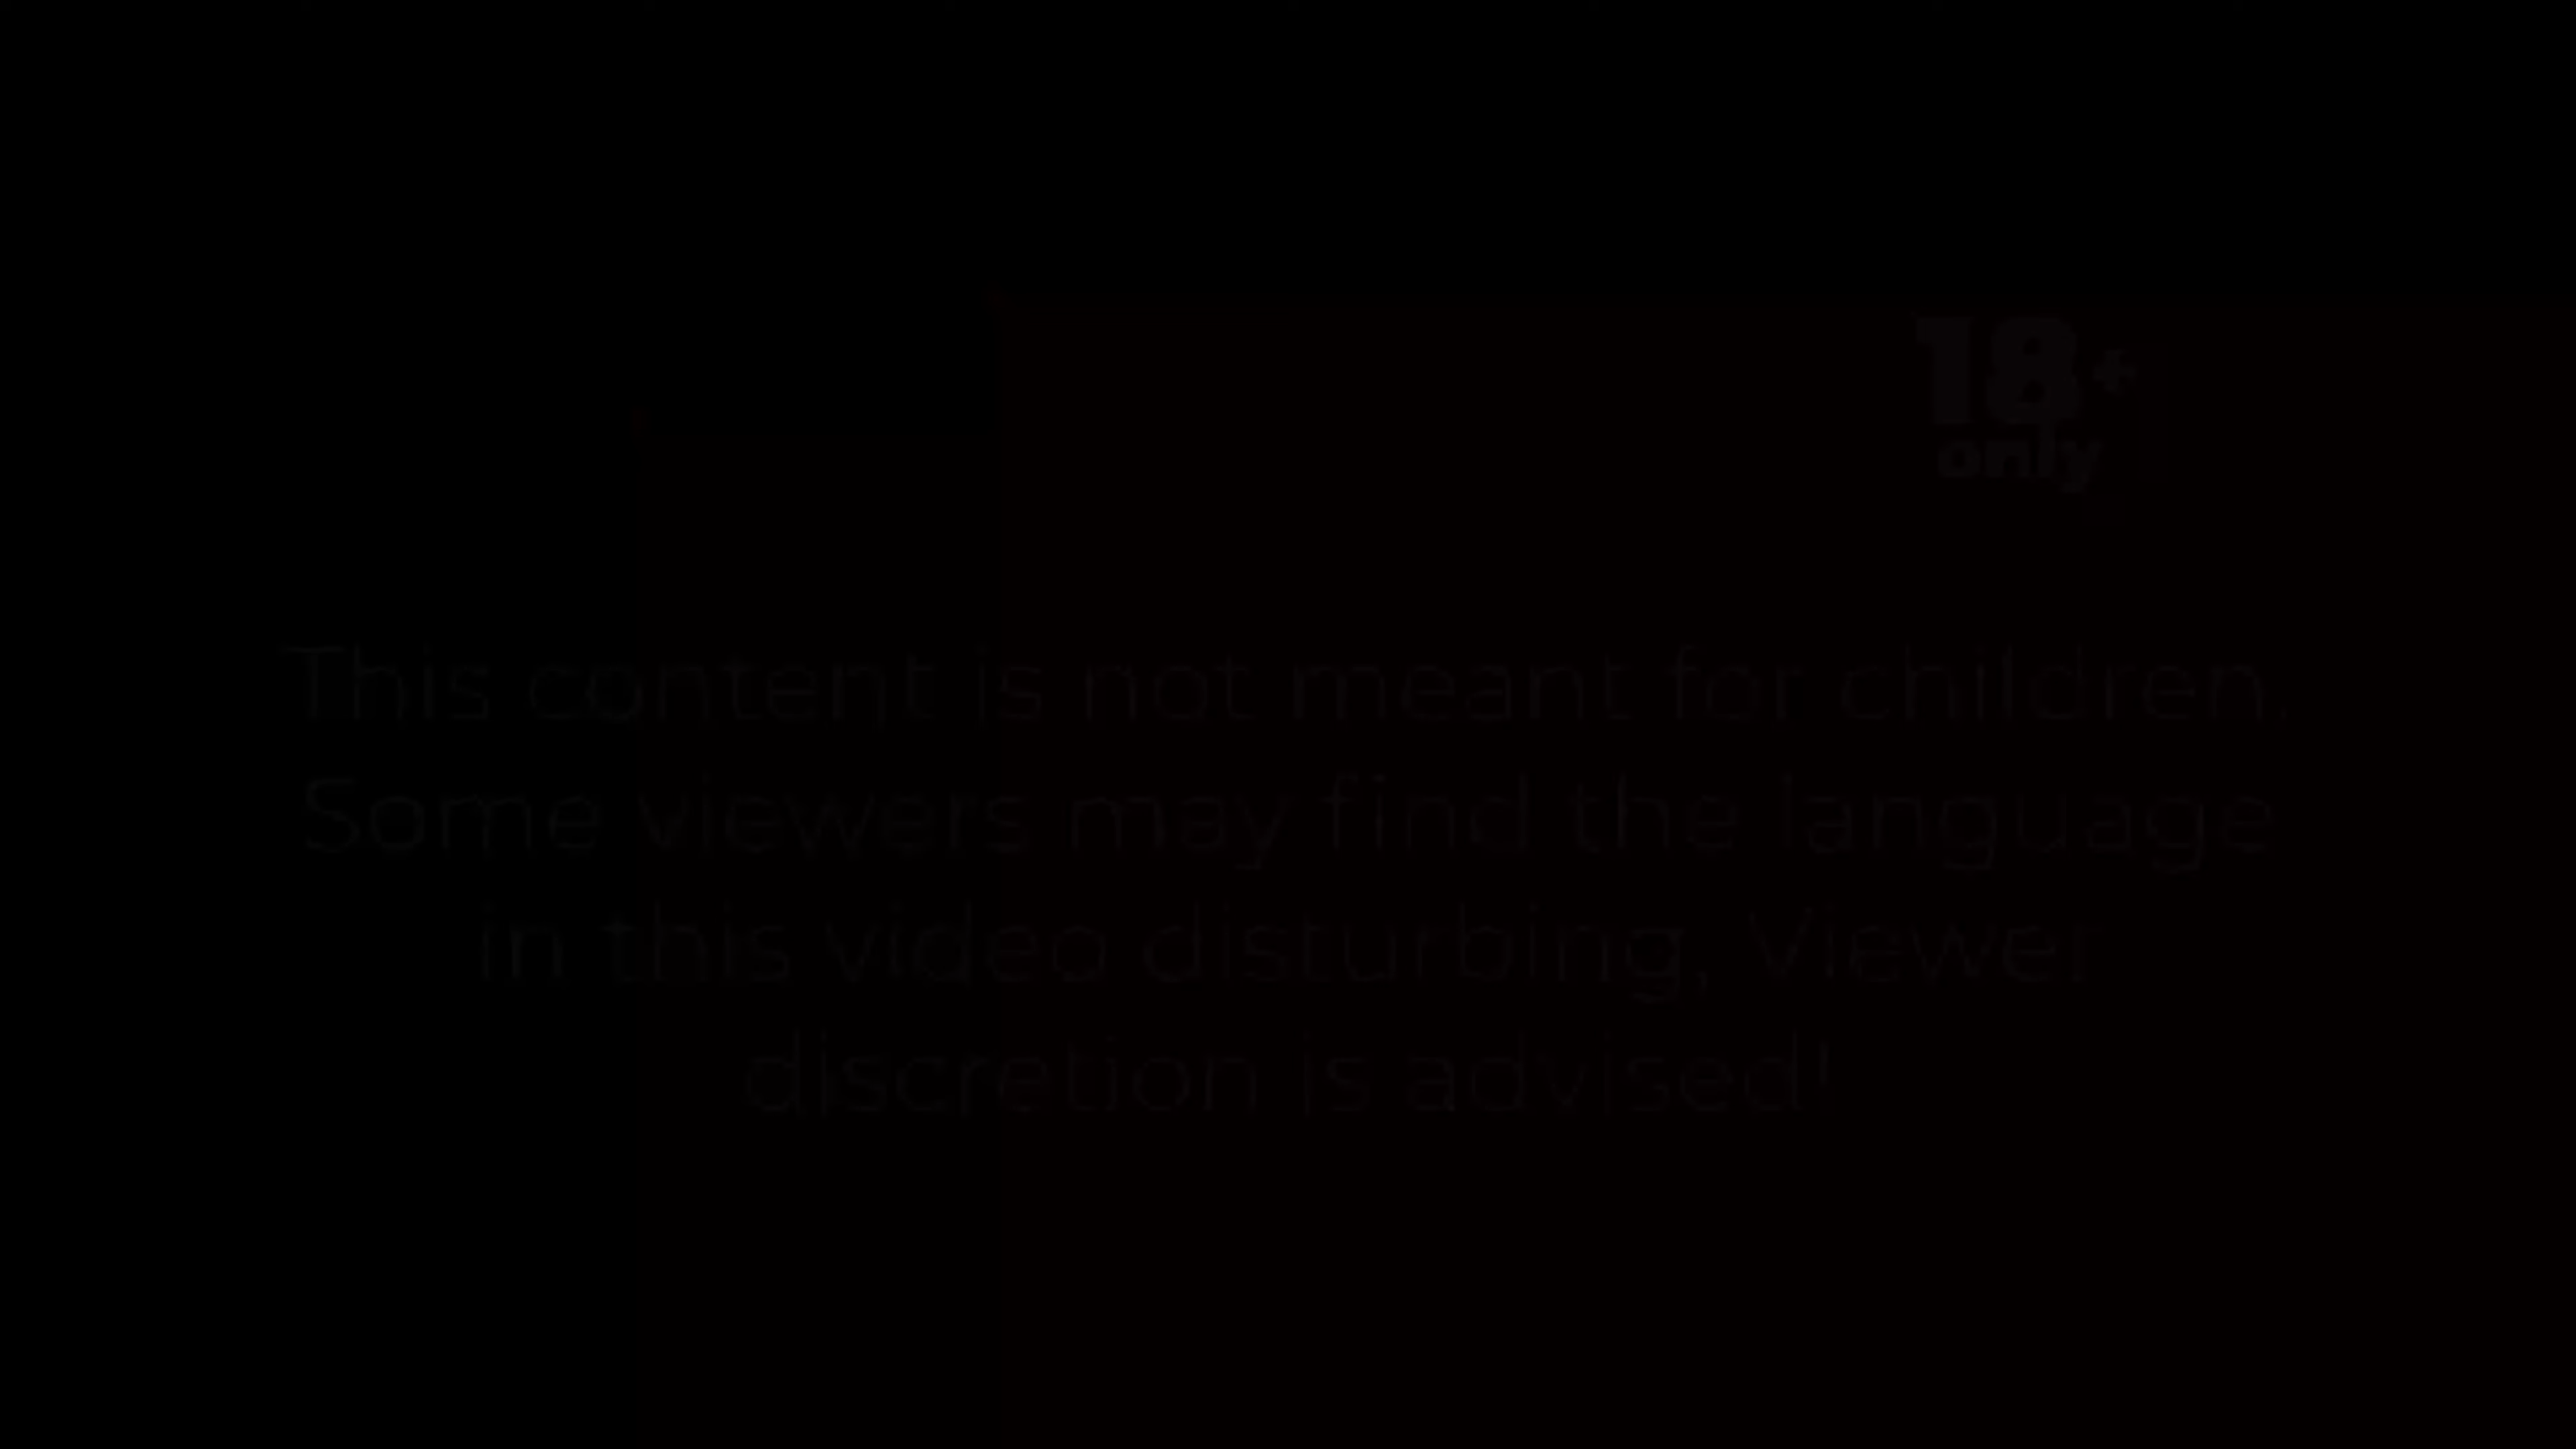 18+
only
This content is not meant for children.
Some viewers may find the language
in this video disturbing, Viewer
discretion is advised!